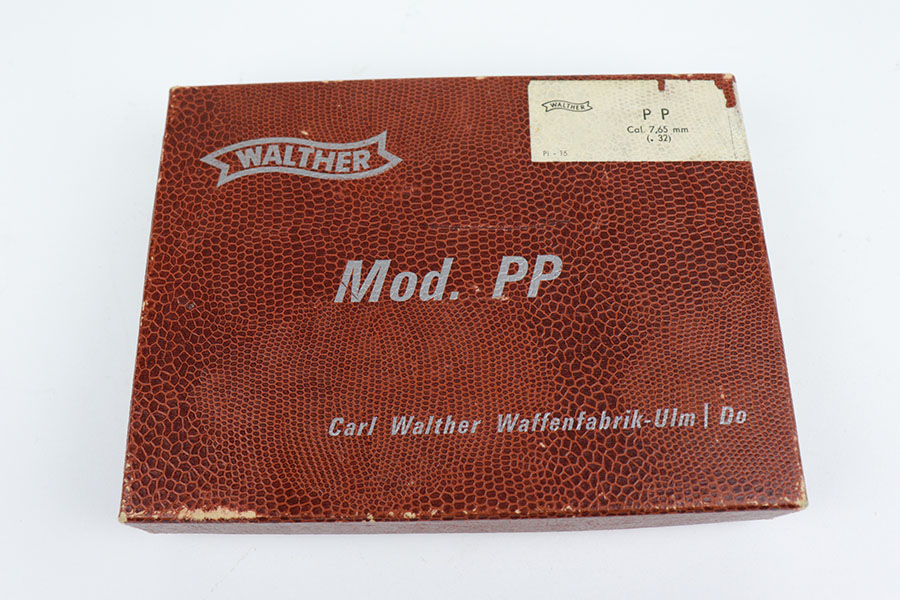 WALTHER
WALTHER
P P
Cal. 7,65 mm
(. 32)
PI - 15
Mod. PP
Carl Walther Waffenfabrik-Ulm | Do